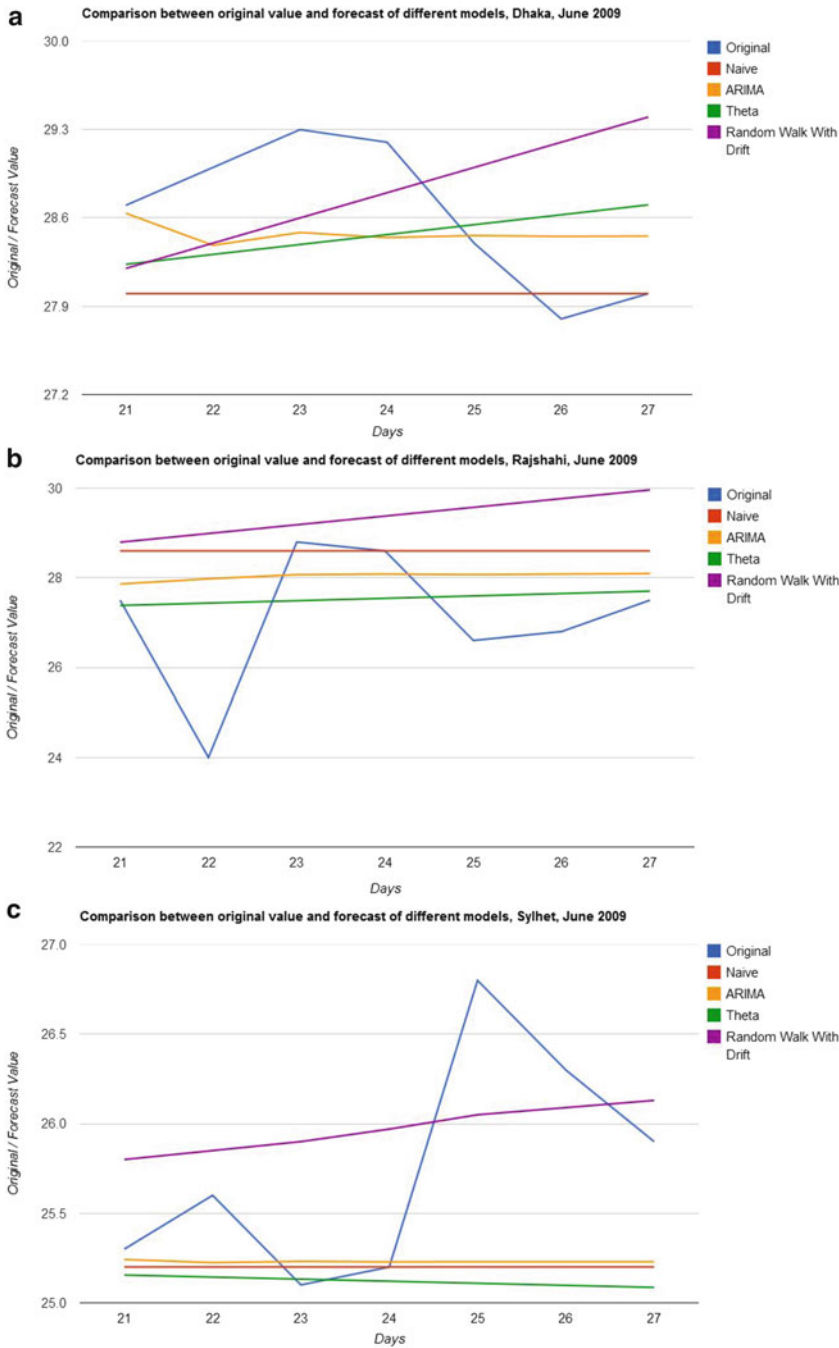 a
Comparison between original value and forecast of different models, Dhaka, June 2009
30.0
29.3
28.6
27.9
27.2
Original / Forecast Value
21 22 23 24 25 26 27
Days
Original
Naive
ARIMA
Theta
Random Walk With
Drift
b
Comparison between original value and forecast of different models, Rajshahi, June 2009
30
28
26
24
22
Original / Forecast Value
21 22 23 24 25 26 27
Days
Original
Naive
ARIMA
Theta
Random Walk With
Drift
c
Comparison between original value and forecast of different models, Sylhet, June 2009
27.0
26.5
26.0
25.5
25.0
Original / Forecast Value
21 22 23 24 25 26 27
Days
Original
Naive
ARIMA
Theta
Random Walk With
Drift